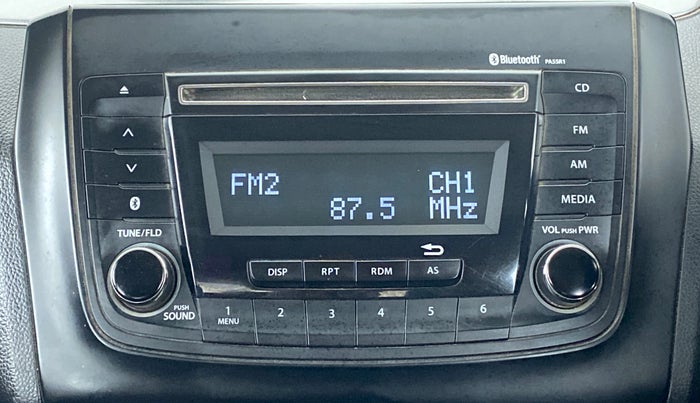 Bluetooth PASSR1
CD
FM
AM
MEDIA
FM2 CH1
87.5 MHz
TUNE/FLD
VOL PUSH PWR
DISP RPT RDM AS
PUSH
SOUND
1 2 3 4 5 6
MENU